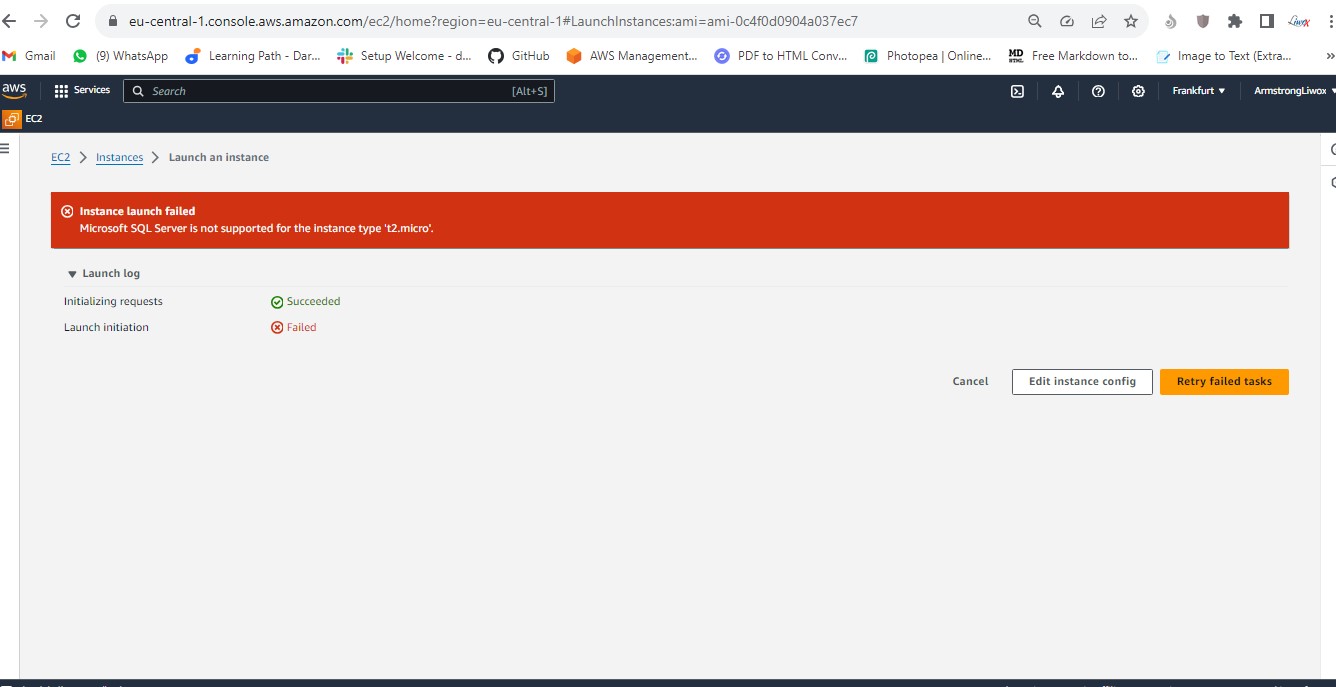 eu-central-1.console.aws.amazon.com/ec2/home?region=eu-central-1#LaunchInstances:ami=ami-0c4f0d0904a037ec7
Gmail (9) WhatsApp Learning Path - Dar... Setup Welcome - d... GitHub AWS Management... PDF to HTML Conv... Photopea | Online... MD Free Markdown to... Image to Text (Extra... »
aws Services Search [Alt+S] Frankfurt ArmstrongLiwox
EC2
EC2 > Instances > Launch an instance
Instance launch failed
Microsoft SQL Server is not supported for the instance type 't2.micro'.
Launch log
Initializing requests Succeeded
Launch initiation Failed
Cancel Edit instance config Retry failed tasks